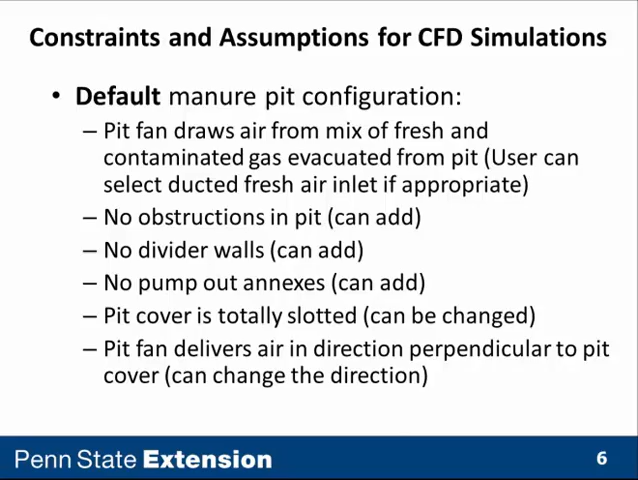 Constraints and Assumptions for CFD Simulations
• Default manure pit configuration:
– Pit fan draws air from mix of fresh and
contaminated gas evacuated from pit (User can
select ducted fresh air inlet if appropriate)
– No obstructions in pit (can add)
– No divider walls (can add)
– No pump out annexes (can add)
– Pit cover is totally slotted (can be changed)
– Pit fan delivers air in direction perpendicular to pit
cover (can change the direction)
Penn State Extension
6